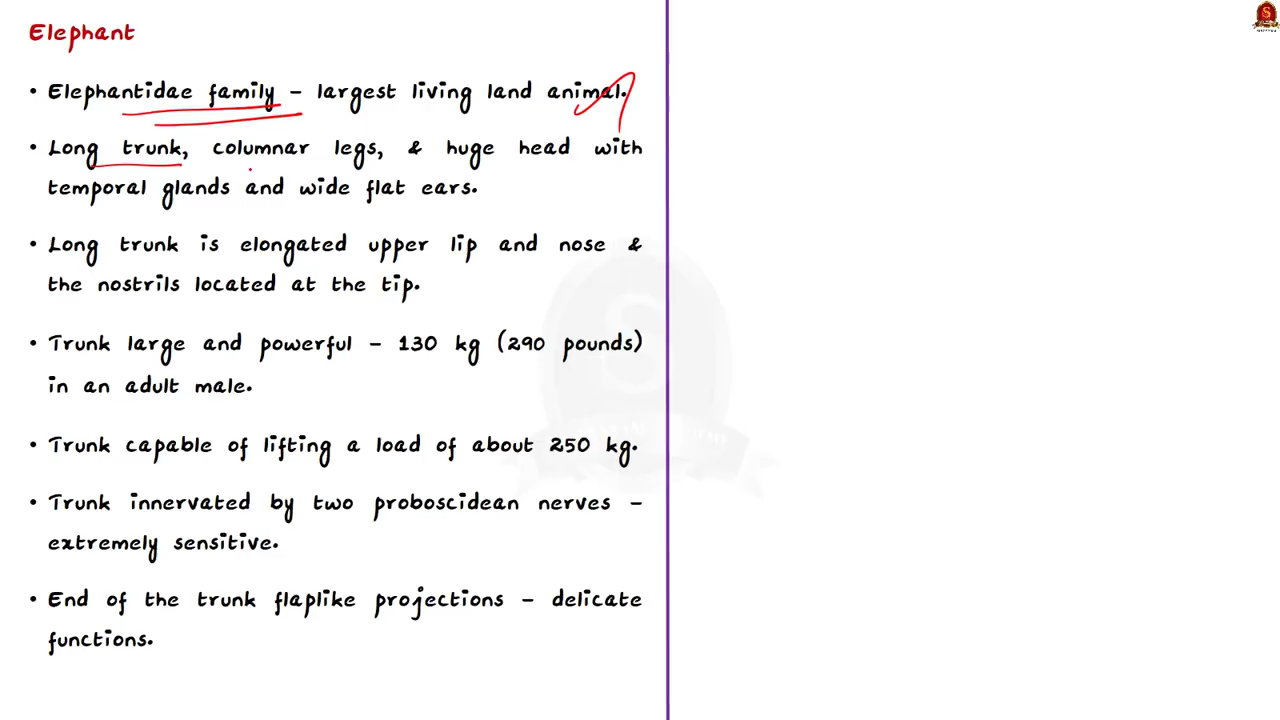 Elephant
• Elephantidae family - largest living land animal.
• Long trunk, columnar legs, & huge head with
temporal glands and wide flat ears.
• Long trunk is elongated upper lip and nose &
the nostrils located at the tip.
• Trunk large and powerful - 130 kg (290 pounds)
in an adult male.
• Trunk capable of lifting a load of about 250 kg.
• Trunk innervated by two proboscidean nerves -
extremely sensitive.
• End of the trunk flaplike projections - delicate
functions.